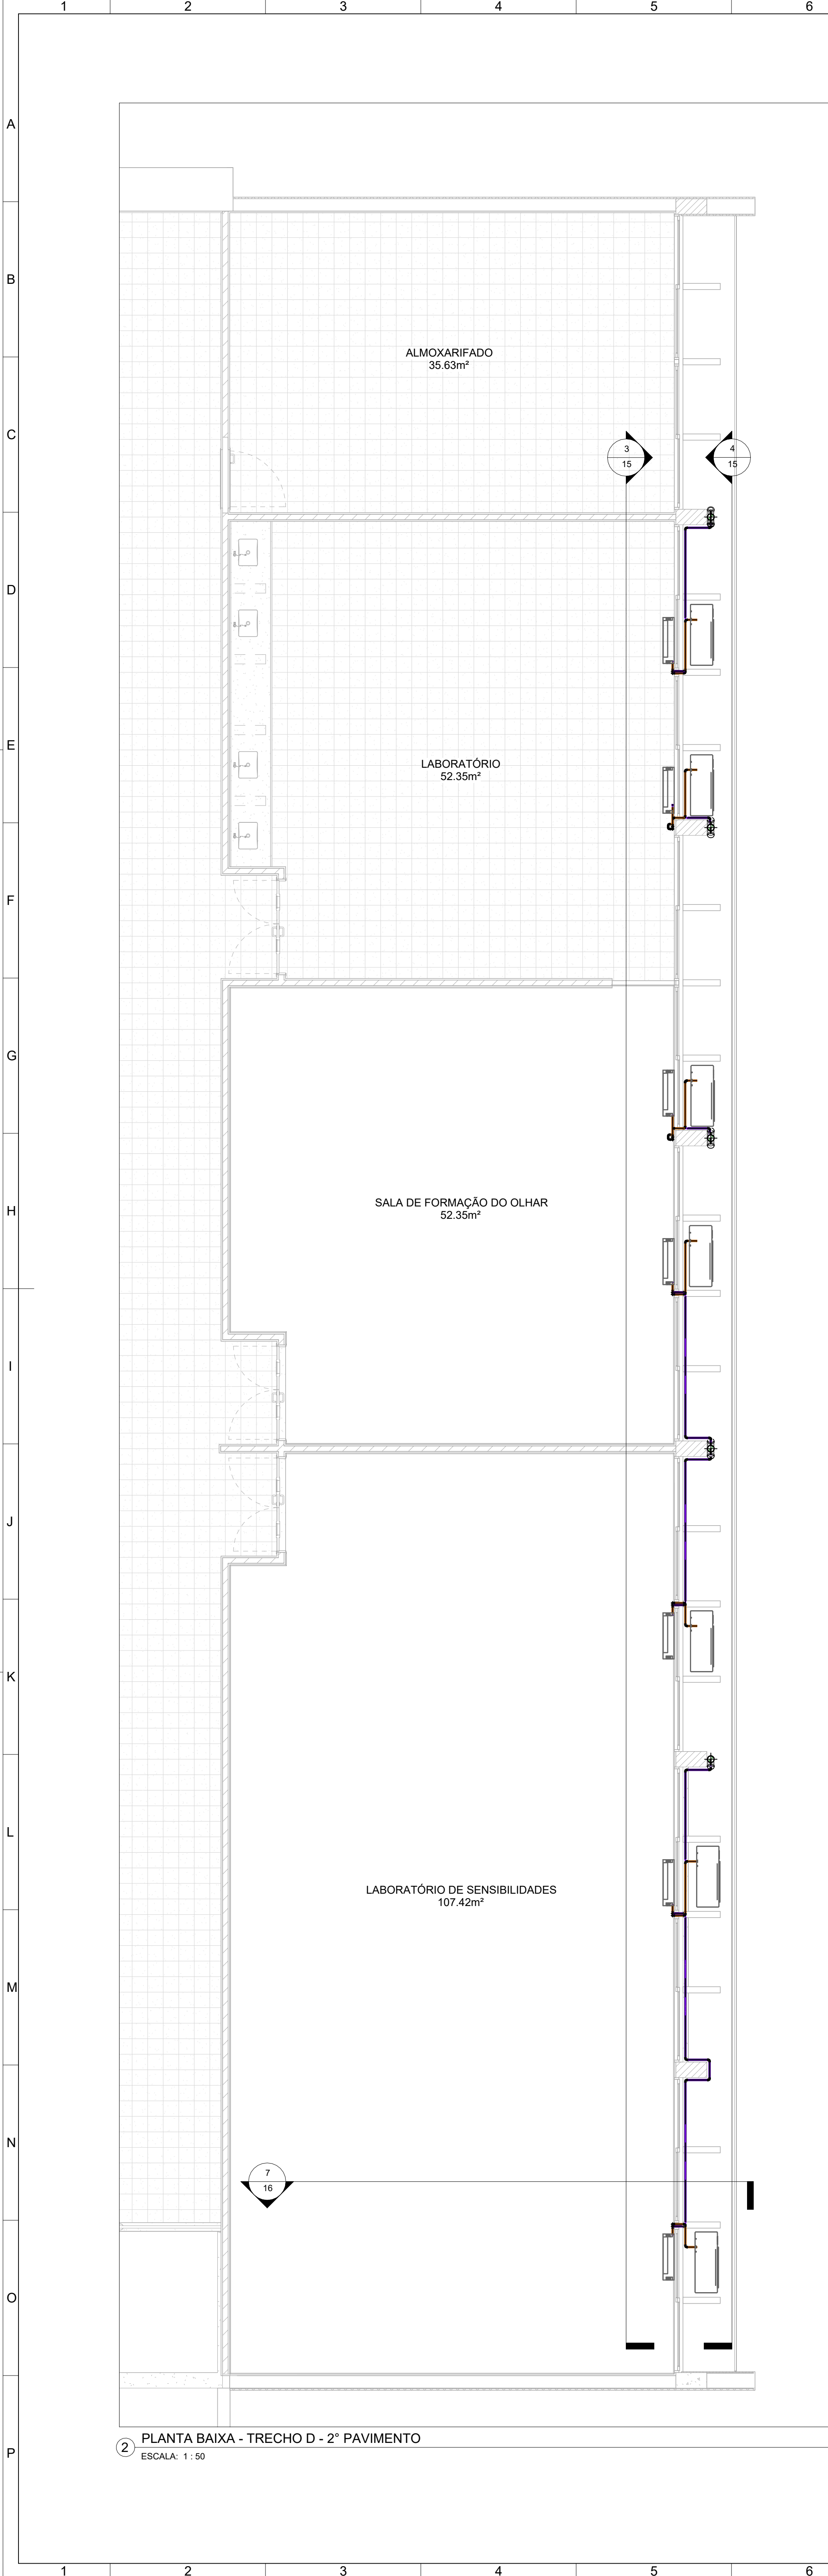 1 2 3 4 5 6
A
B
ALMOXARIFADO
35.63m²
C
3
15
4
15
D
E
LABORATÓRIO
52.35m²
F
G
H
SALA DE FORMAÇÃO DO OLHAR
52.35m²
I
J
K
L
LABORATÓRIO DE SENSIBILIDADES
107.42m²
M
N
7
16
O
P
2 PLANTA BAIXA - TRECHO D - 2° PAVIMENTO
ESCALA: 1 : 50
1 2 3 4 5 6